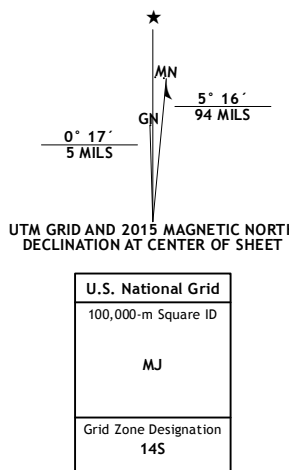 ★
MN
GN
5° 16´
94 MILS
0° 17´
5 MILS
UTM GRID AND 2015 MAGNETIC NORTH
DECLINATION AT CENTER OF SHEET
U.S. National Grid
100,000-m Square ID
MJ
Grid Zone Designation
14S